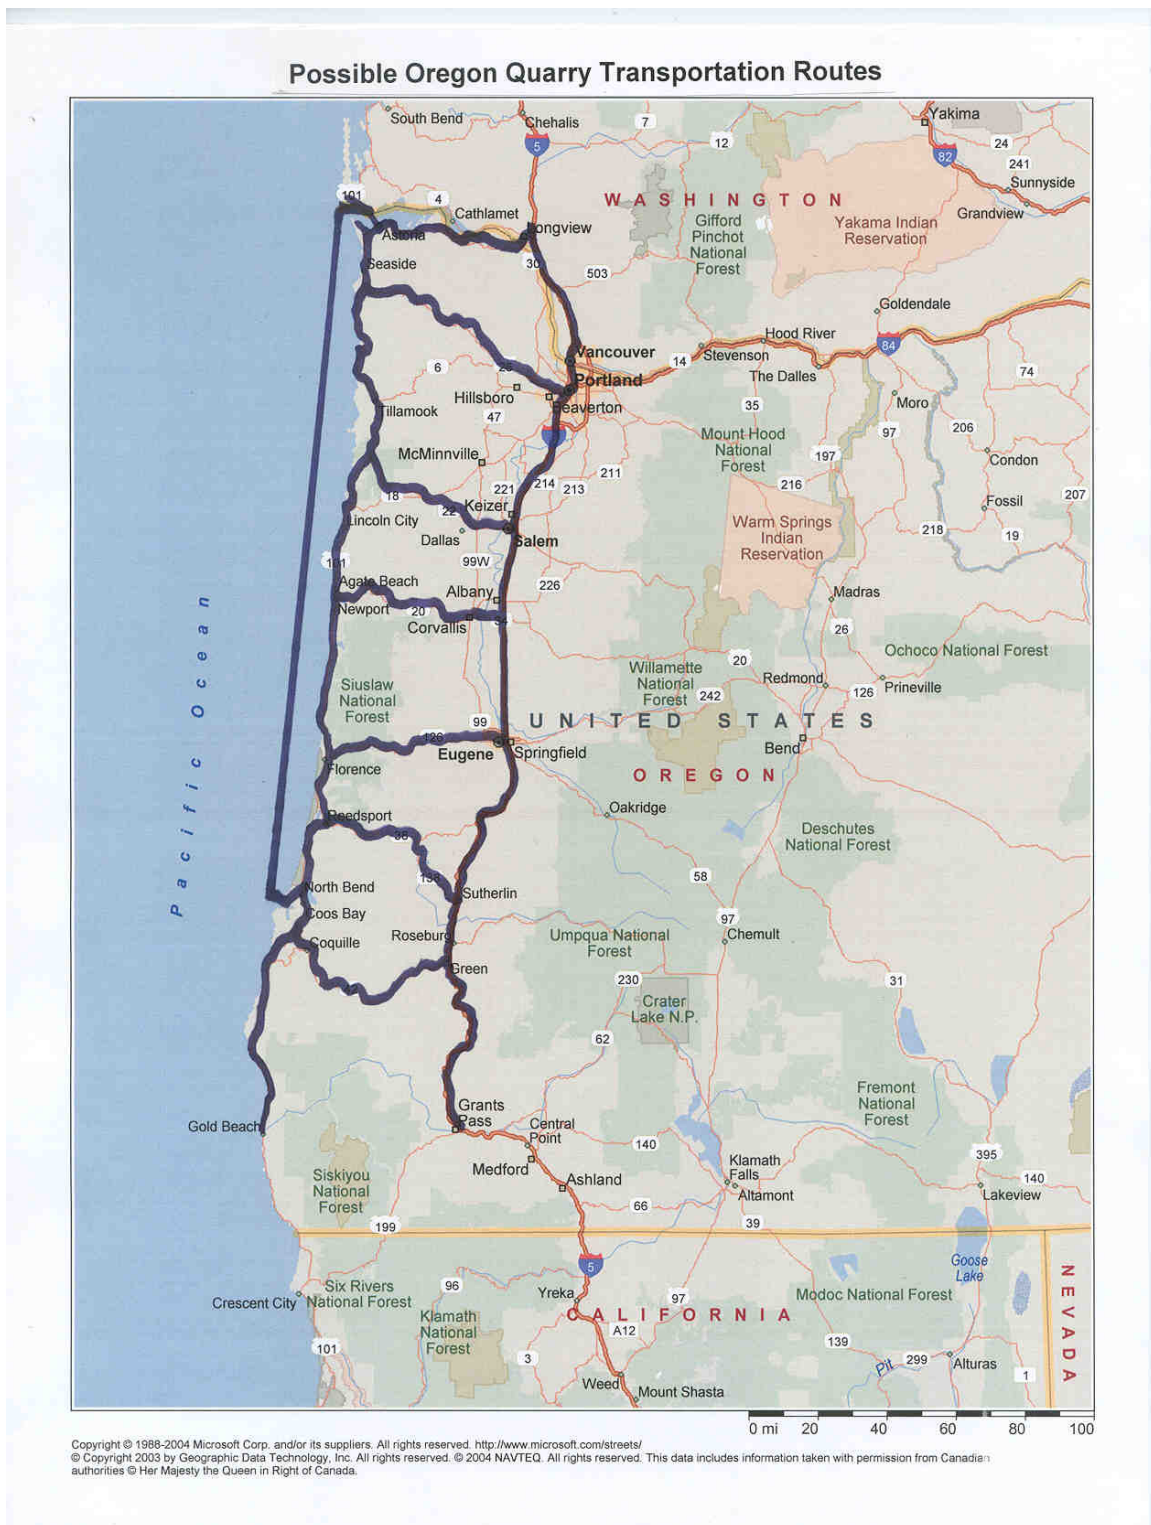 Possible Oregon Quarry Transportation Routes
South Bend
Chehalis
7
12
Yakima
5
82
24
241
Sunnyside
Grandview
101
4
Cathlamet
WASHINGTON
Gifford
Pinchot
National
Forest
Yakama Indian
Reservation
Astoria
Longview
Seaside
30
503
Goldendale
Vancouver
14
Stevenson
Hood River
84
The Dalles
6
26
Portland
Hillsboro
Beaverton
74
Tillamook
47
35
Moro
McMinnville
Mount Hood
National
Forest
97
206
197
Condon
18
221
214
213
211
216
207
22
Keizer
Fossil
Lincoln City
Dallas
Salem
Warm Springs
Indian
Reservation
218
19
101
99W
Agate Beach
Albany
226
Madras
Newport
20
34
Corvallis
26
Pacific Ocean
Ochoco National Forest
Siuslaw
National
Forest
Willamette
National
Forest
20
242
Redmond
126
Prineville
99
UNITED STATES
126
Eugene
Springfield
Bend
Florence
OREGON
Reedsport
Oakridge
38
Deschutes
National Forest
138
58
North Bend
Sutherlin
Coos Bay
97
Coquille
Roseburg
Umpqua National
Forest
Chemult
Green
230
31
42
Crater
Lake N.P.
62
Fremont
National
Forest
Grants
Pass
Gold Beach
Central
Point
140
395
Medford
Klamath
Falls
Siskiyou
National
Forest
Ashland
Altamont
140
Lakeview
66
199
39
5
Goose
Lake
Six Rivers
National Forest
96
Yreka
97
Modoc National Forest
NEVADA
Crescent City
Klamath
National
Forest
CALIFORNIA
A12
101
139
3
Pit
299
Alturas
1
Weed
Mount Shasta
0 mi 20 40 60 80 100
Copyright © 1988-2004 Microsoft Corp. and/or its suppliers. All rights reserved. http://www.microsoft.com/streets/
© Copyright 2003 by Geographic Data Technology, Inc. All rights reserved. © 2004 NAVTEQ. All rights reserved. This data includes information taken with permission from Canadian
authorities © Her Majesty the Queen in Right of Canada.